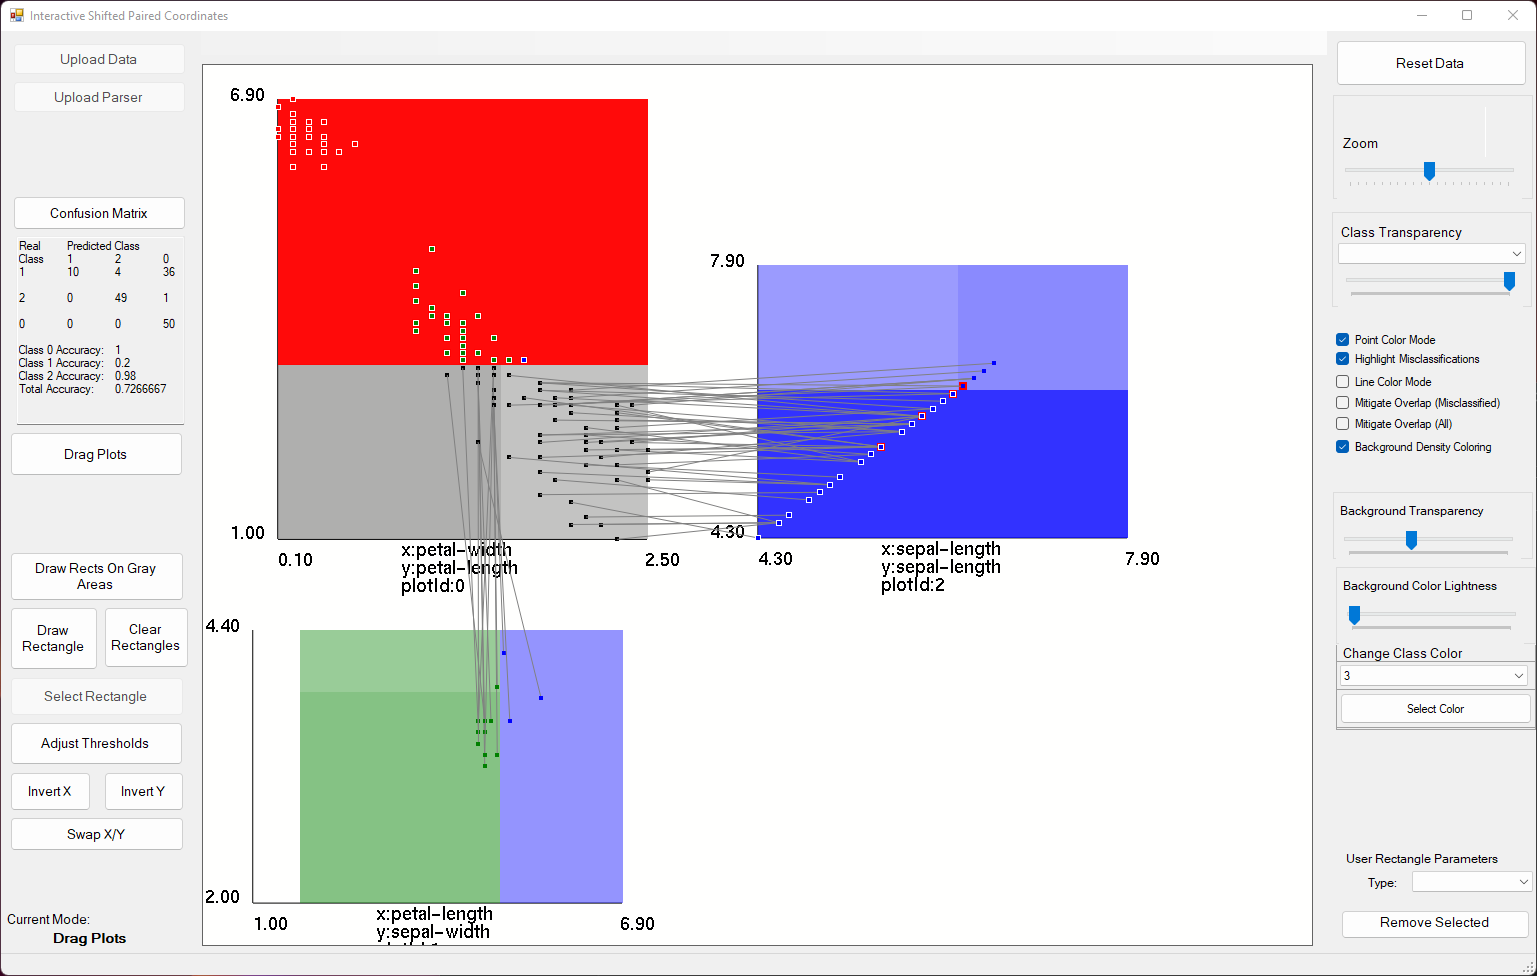 Interactive Shifted Paired Coordinates
Upload Data
Upload Parser
Confusion Matrix
Real Predicted Class
Class 1 2 0
1 10 4 36
2 0 49 1
0 0 0 50
Class 0 Accuracy: 1
Class 1 Accuracy: 0.2
Class 2 Accuracy: 0.98
Total Accuracy: 0.7266667
Drag Plots
Draw Rects On Gray
Areas
Draw
Rectangle
Clear
Rectangles
Select Rectangle
Adjust Thresholds
Invert X
Invert Y
Swap X/Y
Current Mode:
Drag Plots
6.90
1.00
0.10
x:petal-width
y:petal-length
plotId:0
2.50
7.90
4.30
4.30
x:sepal-length
y:sepal-length
plotId:2
7.90
4.40
2.00
1.00
x:petal-length
y:sepal-width
6.90
Reset Data
Zoom
Class Transparency
Point Color Mode
Highlight Misclassifications
Line Color Mode
Mitigate Overlap (Misclassified)
Mitigate Overlap (All)
Background Density Coloring
Background Transparency
Background Color Lightness
Change Class Color
3
Select Color
User Rectangle Parameters
Type:
Remove Selected